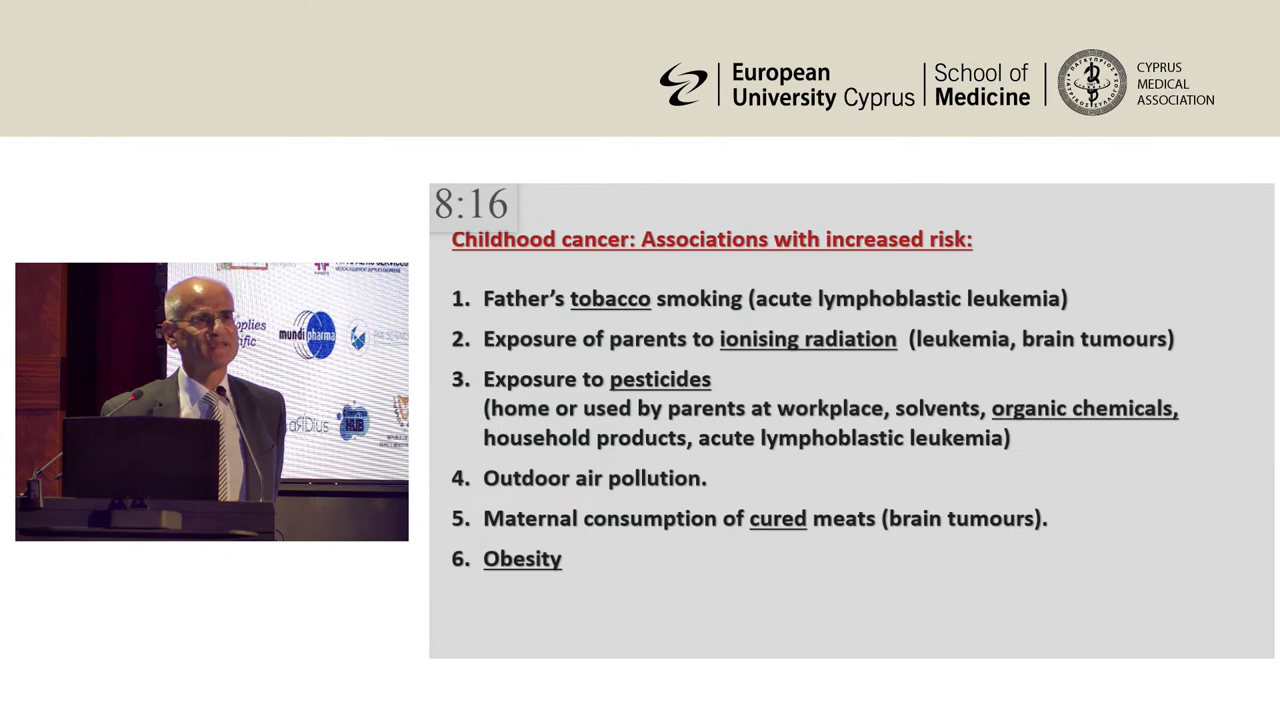 European
University Cyprus
School of
Medicine
CYPRUS
MEDICAL
ASSOCIATION
8:16
Childhood cancer: Associations with increased risk:
1. Father's tobacco smoking (acute lymphoblastic leukemia)
2. Exposure of parents to ionising radiation (leukemia, brain tumours)
3. Exposure to pesticides
(home or used by parents at workplace, solvents, organic chemicals,
household products, acute lymphoblastic leukemia)
4. Outdoor air pollution.
5. Maternal consumption of cured meats (brain tumours).
6. Obesity
mundipharma
HUB